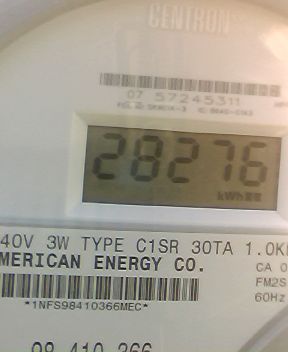 CENTRON
07 57245311
28276
kWh
40V 3W TYPE C1SR 30TA 1.0K
MERICAN ENERGY CO.
CA 0
FM2S
60Hz
*1NFS98410366MEC*
98 410 366